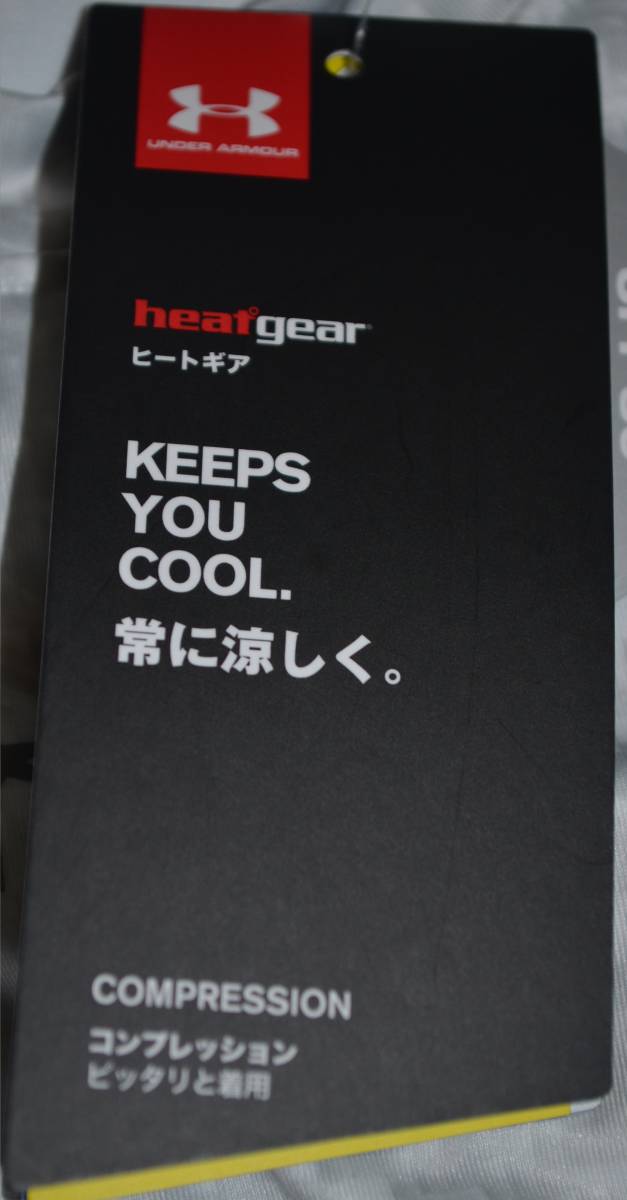 UNDER ARMOUR
heatgear
ヒートギア
KEEPS
YOU
COOL.
常に涼しく。
COMPRESSION
コンプレッション
ピッタリと着用